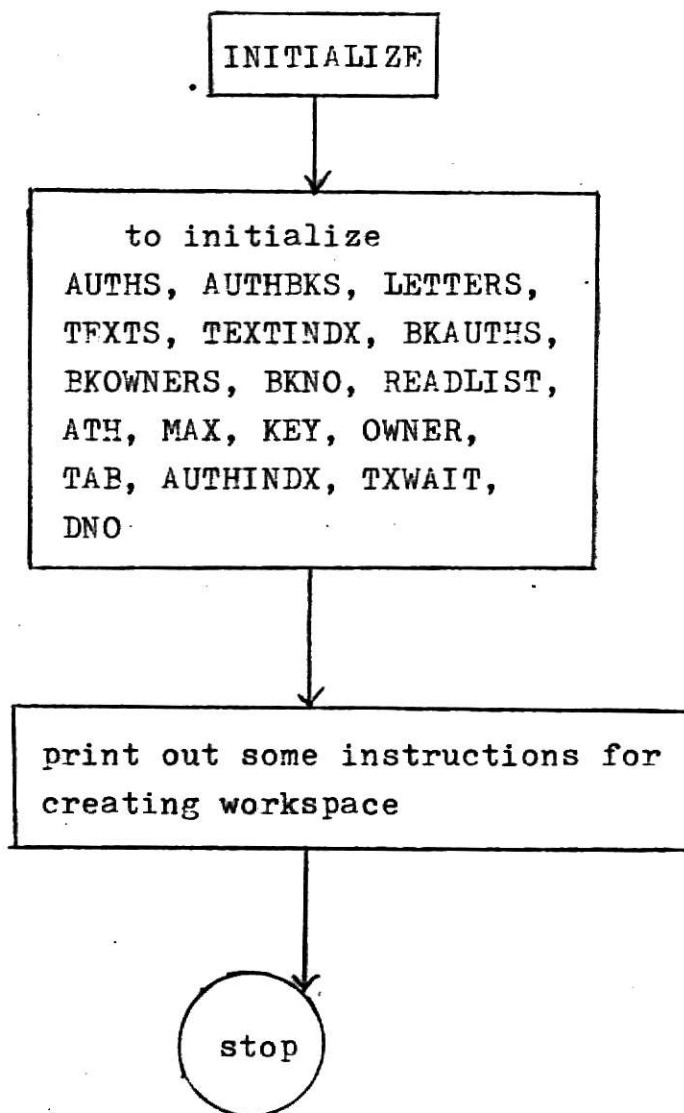 INITIALIZE
to initialize
AUTHS, AUTHBKS, LETTERS,
TEXTS, TEXTINDX, BKAUTHS,
BKOWNERS, BKNO, READLIST,
ATH, MAX, KEY, OWNER,
TAB, AUTHINDX, TXWAIT,
DNO
print out some instructions for
creating workspace
stop